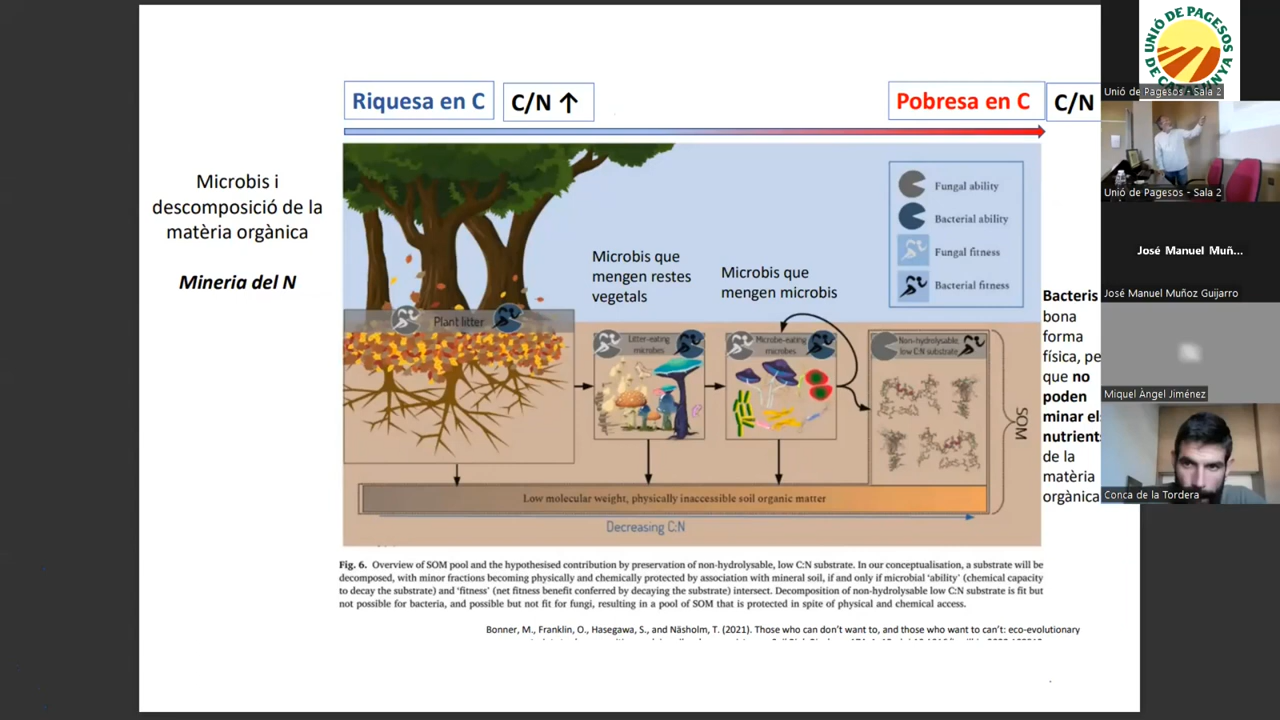 Riquesa en C
C/N ↑
Pobresa en C
C/N
Microbis i
descomposició de la
matèria orgànica
Mineria del N
Microbis que
mengen restes
vegetals
Microbis que
mengen microbis
Fungal ability
Bacterial ability
Fungal fitness
Bacterial fitness
Plant litter
Litter-eating
microbes
Microbe-eating
microbes
Non-hydrolysable,
low C:N substrate
SOM
Low molecular weight, physically inaccessible soil organic matter
Decreasing C:N
Bacteris
bona
forma
física, pe
que no
poden
minar el
nutrient
de la
matèria
orgànica
Fig. 6. Overview of SOM pool and the hypothesised contribution by preservation of non-hydrolysable, low C:N substrate. In our conceptualisation, a substrate will be
decomposed, with minor fractions becoming physically and chemically protected by association with mineral soil, if and only if microbial ‘ability’ (chemical capacity
to decay the substrate) and ‘fitness’ (net fitness benefit conferred by decaying the substrate) intersect. Decomposition of non-hydrolysable low C:N substrate is fit but
not possible for bacteria, and possible but not fit for fungi, resulting in a pool of SOM that is protected in spite of physical and chemical access.
Bonner, M., Franklin, O., Hasegawa, S., and Näsholm, T. (2021). Those who can don’t want to, and those who want to can’t: eco-evolutionary
UNIÓ DE PAGESOS
DE CATALUNYA
Unió de Pagesos - Sala 2
Unió de Pagesos - Sala 2
José Manuel Muñ...
José Manuel Muñoz Guijarro
Miquel Àngel Jiménez
Conca de la Tordera